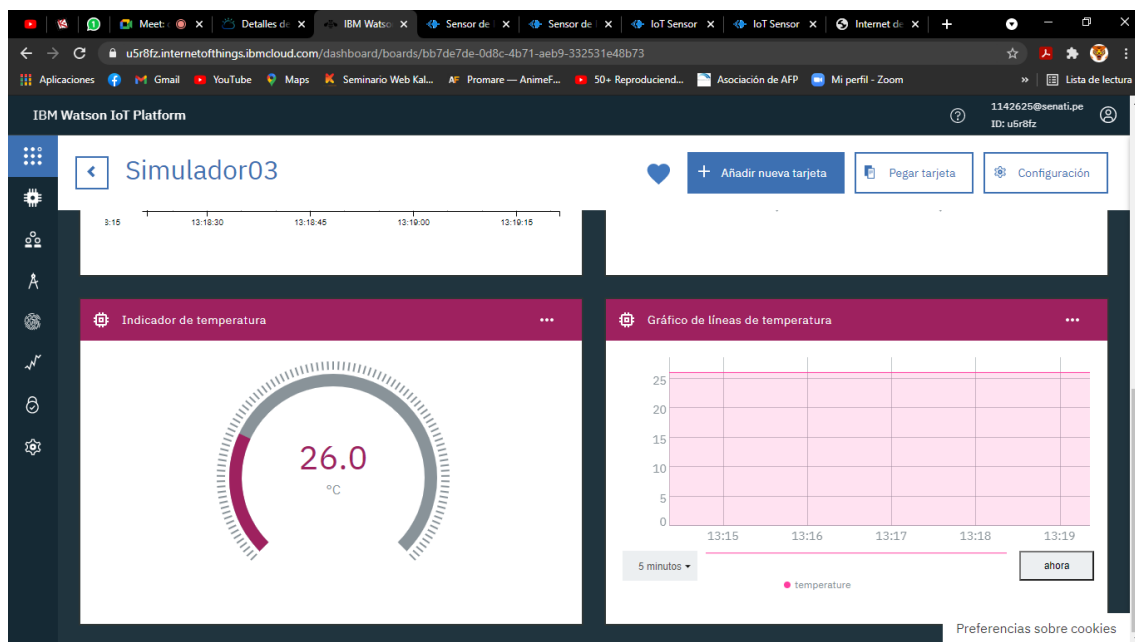 Meet:
Detalles de
IBM Watso
Sensor de
Sensor de
IoT Sensor
IoT Sensor
Internet de
u5r8fz.internetofthings.ibmcloud.com/dashboard/boards/bb7de7de-0d8c-4b71-aeb9-332531e48b73
Aplicaciones
Gmail
YouTube
Maps
Seminario Web Kal...
AF Promare — AnimeF...
50+ Reproduciend...
Asociación de AFP
Mi perfil - Zoom
»
Lista de lectura
IBM Watson IoT Platform
1142625@senati.pe
ID: u5r8fz
Simulador03
+ Añadir nueva tarjeta
Pegar tarjeta
Configuración
13:18:30 13:18:45 13:19:00 13:19:15
Indicador de temperatura
Gráfico de líneas de temperatura
26.0
°C
25
20
15
10
5
0
13:15 13:16 13:17 13:18 13:19
5 minutos
ahora
temperature
Preferencias sobre cookies